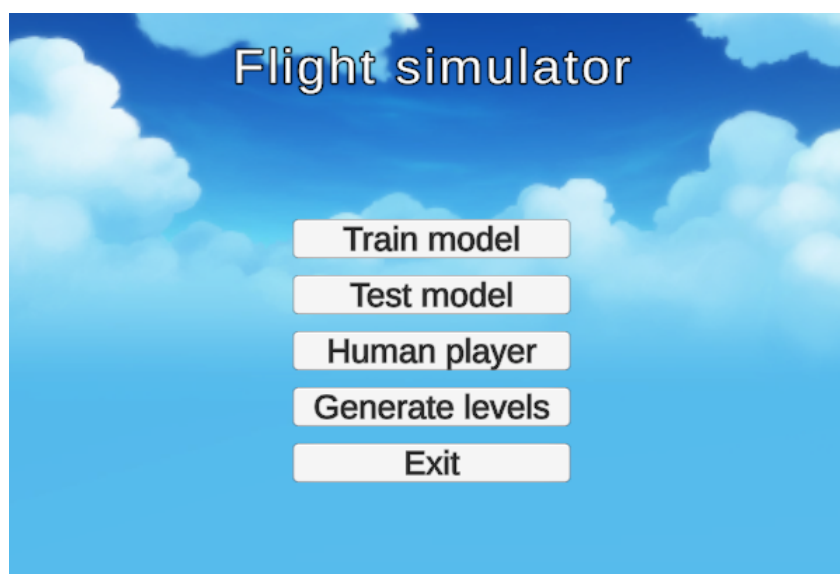 Flight simulator
Train model
Test model
Human player
Generate levels
Exit